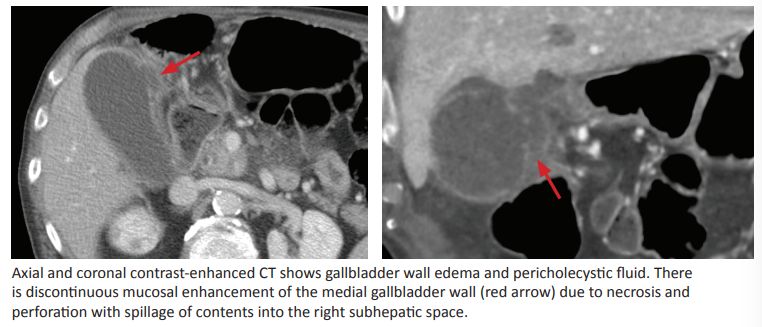 Axial and coronal contrast-enhanced CT shows gallbladder wall edema and pericholecystic fluid. There
is discontinuous mucosal enhancement of the medial gallbladder wall (red arrow) due to necrosis and
perforation with spillage of contents into the right subhepatic space.